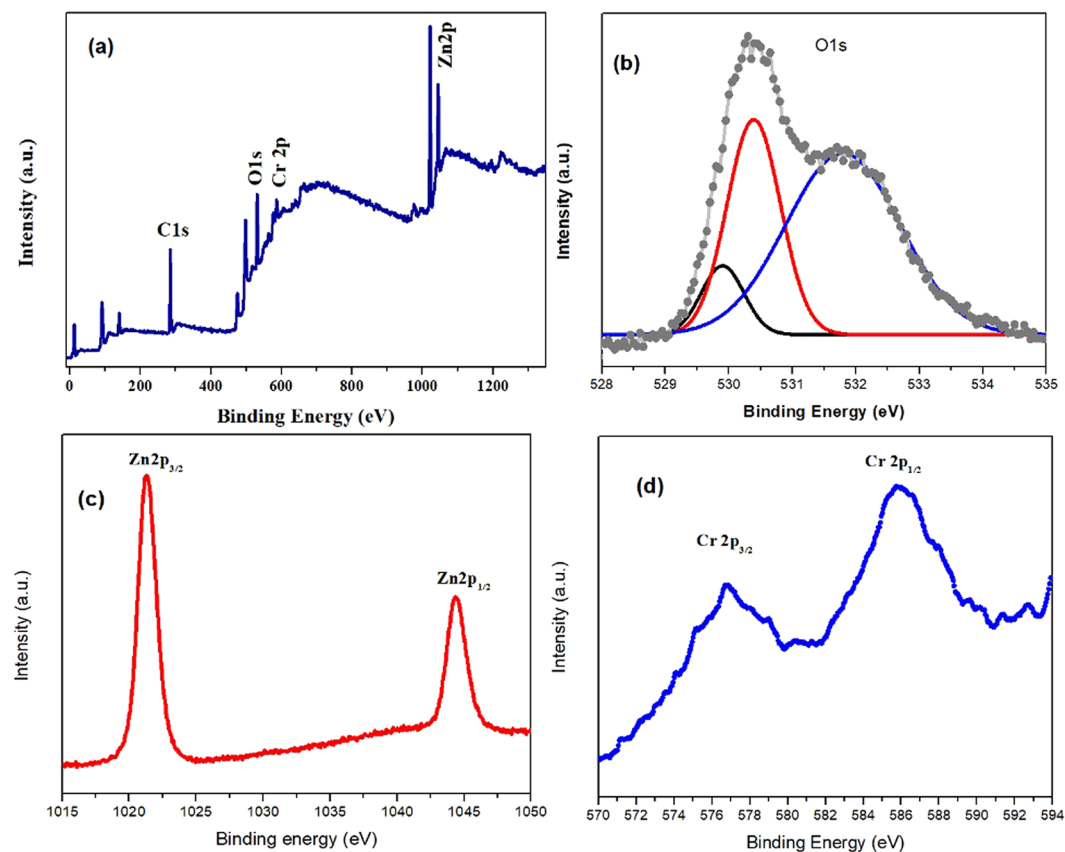 (a)
Zn2p
O1s
Cr 2p
C1s
Intensity (a.u.)
0 200 400 600 800 1000 1200
Binding Energy (eV)
(b)
O1s
Intensity (a.u.)
528 529 530 531 532 533 534 535
Binding Energy (eV)
Zn2p3/2
(c)
Zn2p1/2
Intensity (a.u.)
1015 1020 1025 1030 1035 1040 1045 1050
Binding energy (eV)
Cr 2p1/2
(d)
Cr 2p3/2
Intensity (a.u.)
570 572 574 576 578 580 582 584 586 588 590 592 594
Binding Energy (eV)